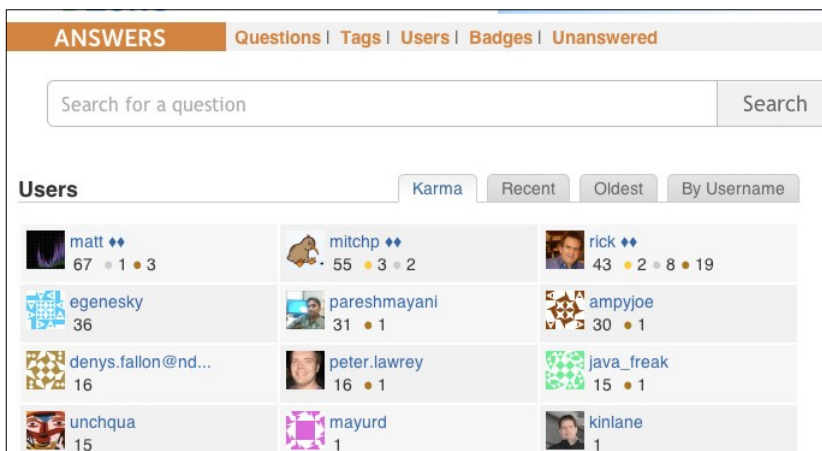 ANSWERS Questions | Tags | Users | Badges | Unanswered
Search for a question Search
Users Karma Recent Oldest By Username
matt ♦♦ mitchp ♦♦ rick ♦♦
67 ● 1 ● 3 55 ● 3 ● 2 43 ● 2 ● 8 ● 19
egenesky pareshmayani ampyjoe
36 31 ● 1 30 ● 1
denys.fallon@nd... peter.lawrey java_freak
16 16 ● 1 15 ● 1
unchqua mayurd kinlane
15 1 1